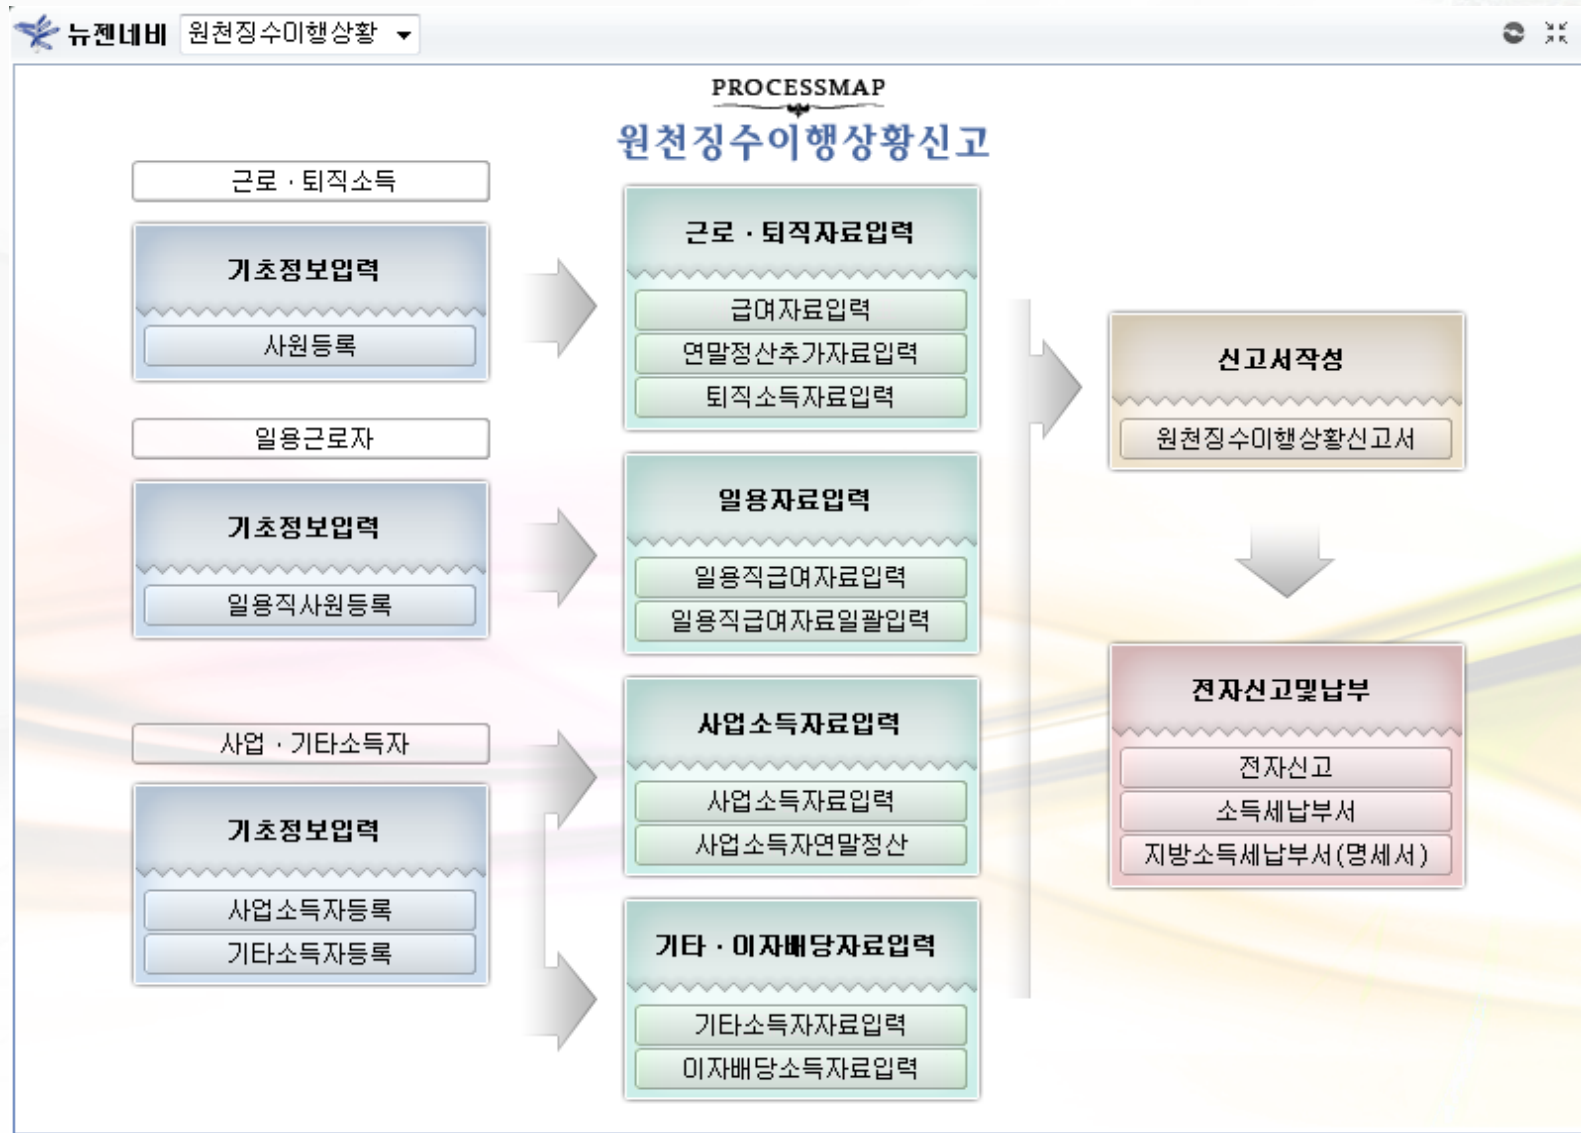 뉴젠네비 원천징수이행상황
PROCESSMAP
원천징수이행상황신고
근로 · 퇴직소득
기초정보입력
사원등록
근로 · 퇴직자료입력
급여자료입력
연말정산추가자료입력
퇴직소득자료입력
일용근로자
기초정보입력
일용직사원등록
일용자료입력
일용직급여자료입력
일용직급여자료일괄입력
사업 · 기타소득자
기초정보입력
사업소득자등록
기타소득자등록
사업소득자료입력
사업소득자료입력
사업소득자연말정산
기타 · 이자배당자료입력
기타소득자자료입력
이자배당소득자료입력
신고서작성
원천징수이행상황신고서
전자신고및납부
전자신고
소득세납부서
지방소득세납부서(명세서)